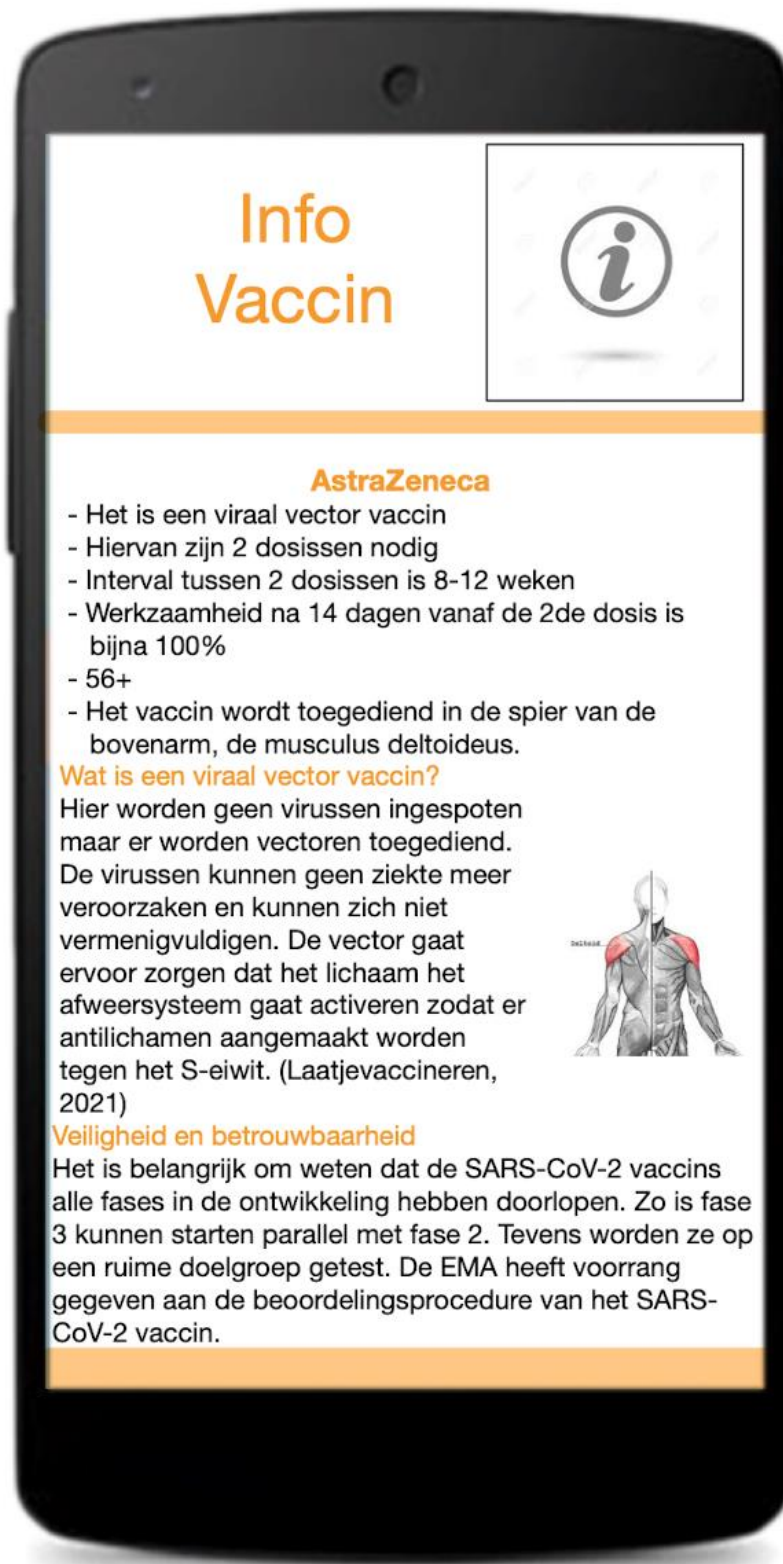 Info
Vaccin
AstraZeneca
- Het is een viraal vector vaccin
- Hiervan zijn 2 dosissen nodig
- Interval tussen 2 dosissen is 8-12 weken
- Werkzaamheid na 14 dagen vanaf de 2de dosis is
bijna 100%
- 56+
- Het vaccin wordt toegediend in de spier van de
bovenarm, de musculus deltoideus.
Wat is een viraal vector vaccin?
Hier worden geen virussen ingespoten
maar er worden vectoren toegediend.
De virussen kunnen geen ziekte meer
veroorzaken en kunnen zich niet
vermenigvuldigen. De vector gaat
ervoor zorgen dat het lichaam het
afweersysteem gaat activeren zodat er
antilichamen aangemaakt worden
tegen het S-eiwit. (Laatjevaccineren,
2021)
Deltoid
Veiligheid en betrouwbaarheid
Het is belangrijk om weten dat de SARS-CoV-2 vaccins
alle fases in de ontwikkeling hebben doorlopen. Zo is fase
3 kunnen starten parallel met fase 2. Tevens worden ze op
een ruime doelgroep getest. De EMA heeft voorrang
gegeven aan de beoordelingsprocedure van het SARS-
CoV-2 vaccin.